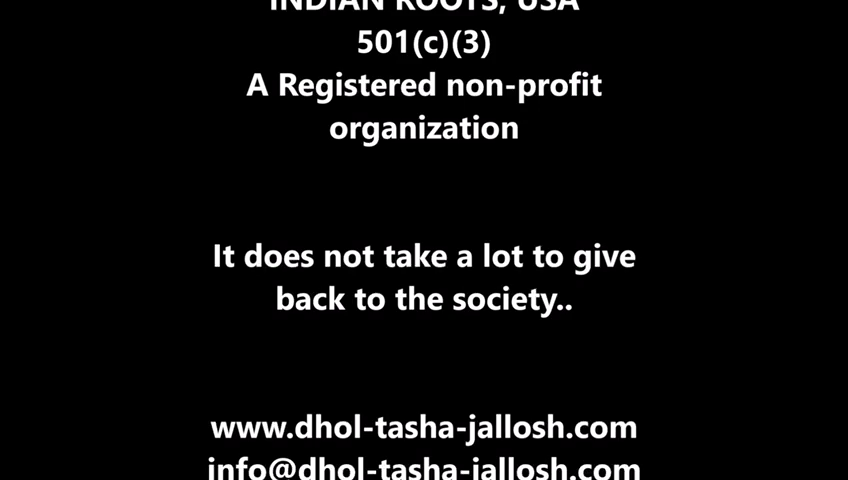 INDIAN ROOTS, USA
501(c)(3)
A Registered non-profit
organization
It does not take a lot to give
back to the society..
www.dhol-tasha-jallosh.com
info@dhol-tasha-jallosh.com